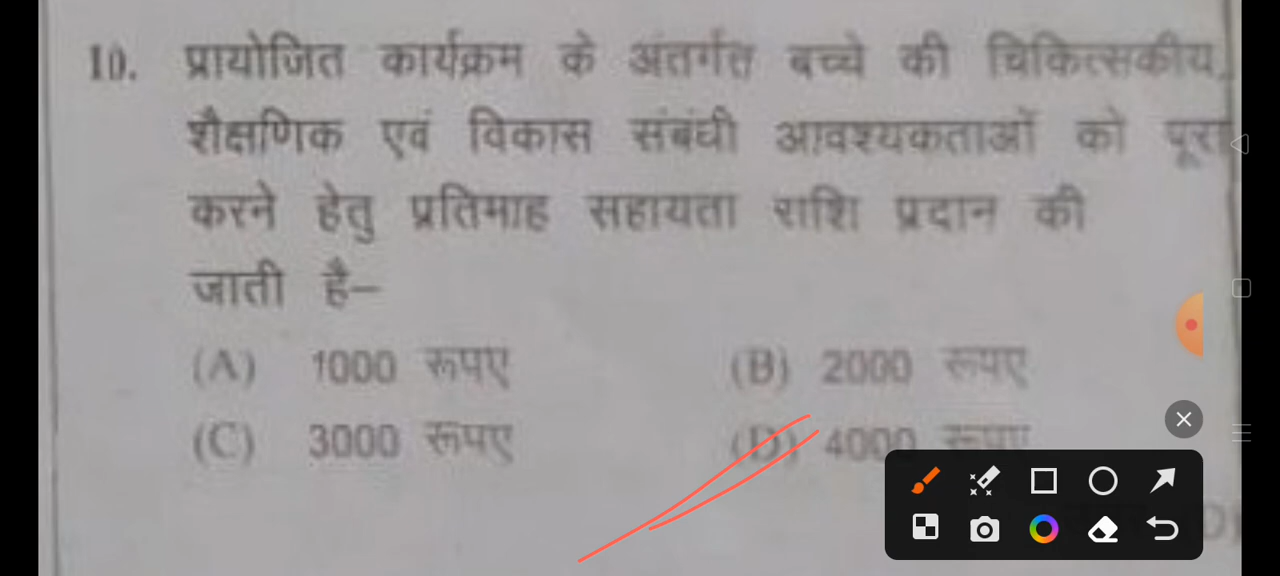 10. प्रायोजित कार्यक्रम के अंतर्गत बच्चे की चिकित्सकीय,
शैक्षणिक एवं विकास संबंधी आवश्यकताओं को पूरा
करने हेतु प्रतिमाह सहायता राशि प्रदान की
जाती है–
(A) 1000 रूपए (B) 2000 रूपए
(C) 3000 रूपए (D) 4000 रूपए